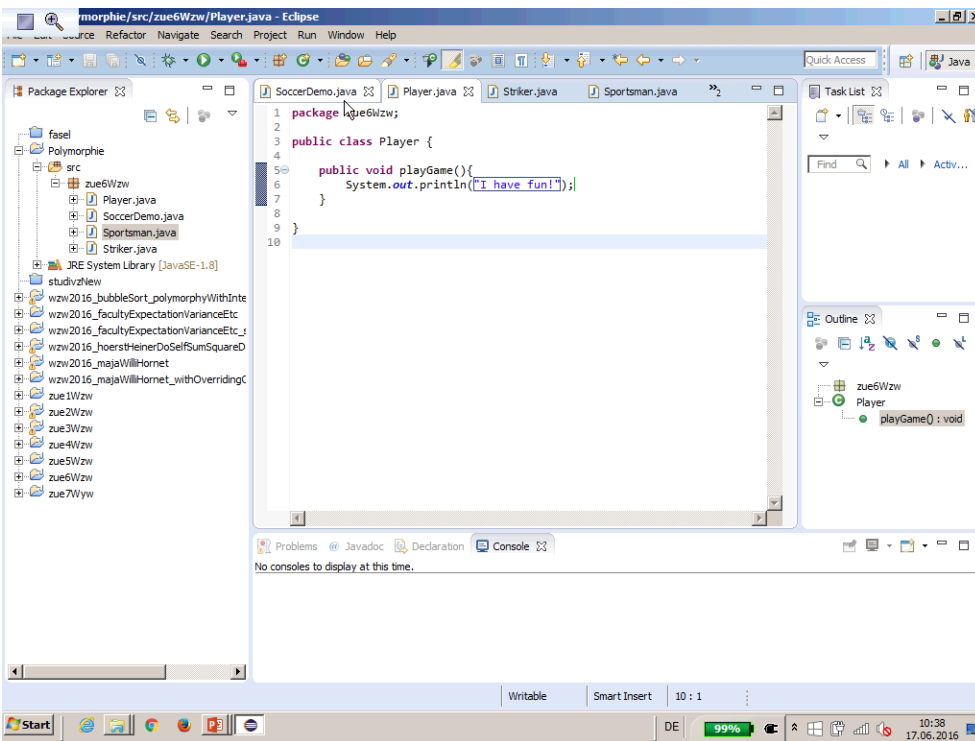 ymorphie/src/zue6Wzw/Player.java - Eclipse
Refactor Navigate Search Project Run Window Help
Quick Access
Java
Package Explorer
SoccerDemo.java
Player.java
Striker.java
Sportsman.java
»2
Task List
fasel
Polymorphie
src
zue6Wzw
Player.java
SoccerDemo.java
Sportsman.java
Striker.java
JRE System Library [JavaSE-1.8]
studivzNew
wzw2016_bubbleSort_polymorphyWithInte
wzw2016_facultyExpectationVarianceEtc
wzw2016_facultyExpectationVarianceEtc_s
wzw2016_hoerstHeinerDoSelfSumSquareD
wzw2016_majaWilliHornet
wzw2016_majaWilliHornet_withOverridingC
zue1Wzw
zue2Wzw
zue3Wzw
zue4Wzw
zue5Wzw
zue6Wzw
zue7Wyw
1 package zue6Wzw;
2
3 public class Player {
4
5 public void playGame(){
6 System.out.println("I have fun!");
7 }
8
9 }
10
Find
All
Activ...
Outline
zue6Wzw
Player
playGame() : void
Problems @ Javadoc Declaration Console
No consoles to display at this time.
Writable
Smart Insert
10 : 1
Start
DE
99%
10:38
17.06.2016